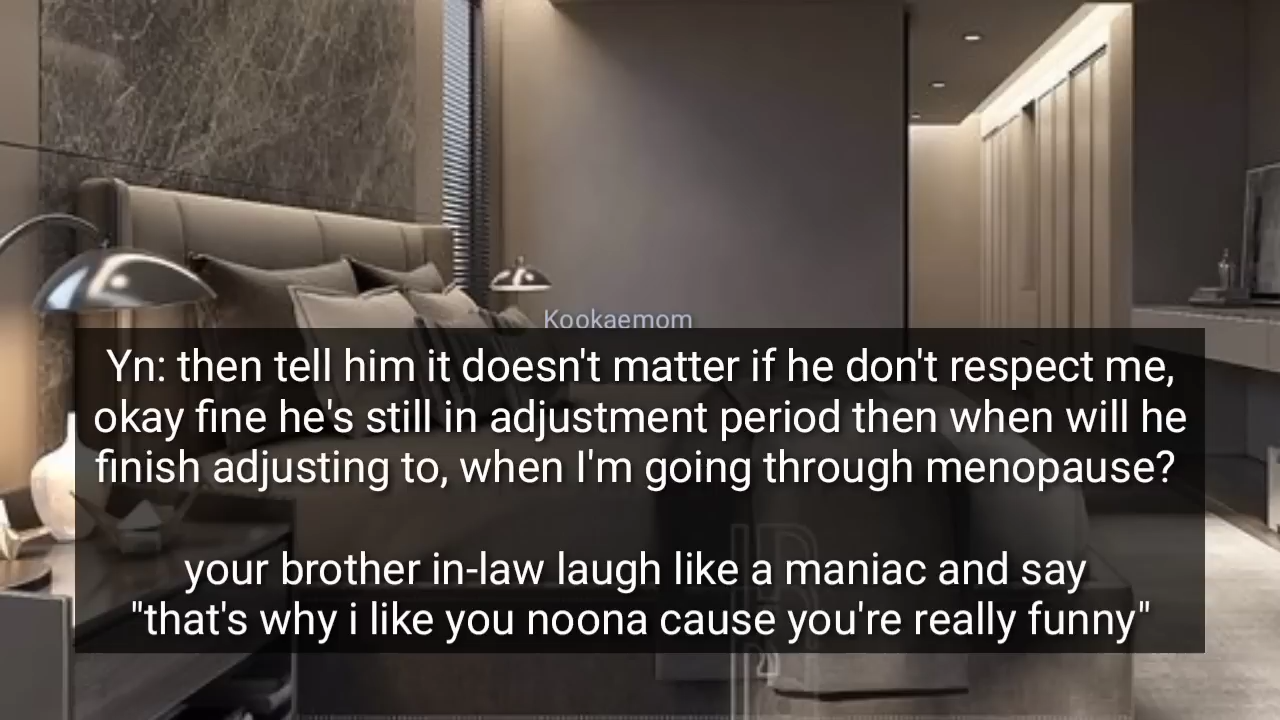 Kookaemom
Yn: then tell him it doesn't matter if he don't respect me,
okay fine he's still in adjustment period then when will he
finish adjusting to, when I'm going through menopause?
your brother in-law laugh like a maniac and say
"that's why i like you noona cause you're really funny"